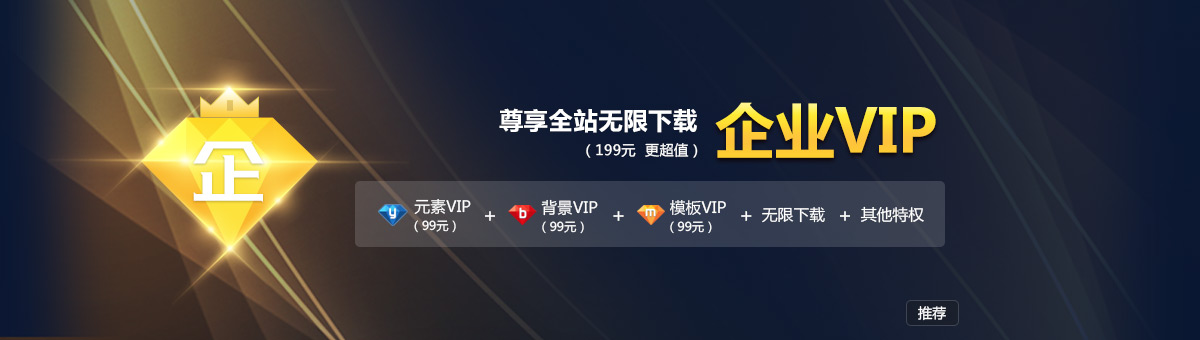 企
尊享全站无限下载 企业VIP
（199元 更超值）
y 元素VIP + b 背景VIP + m 模板VIP + 无限下载 + 其他特权
（99元）（99元）（99元）
推荐